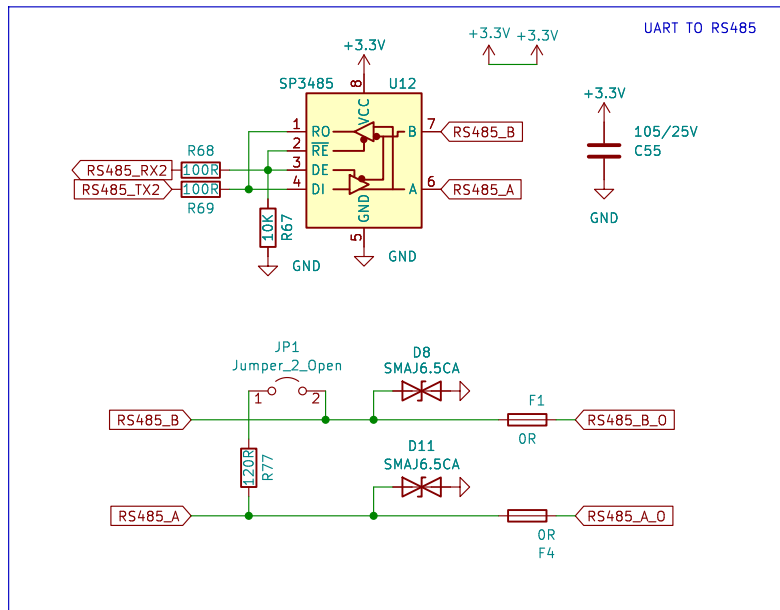 UART TO RS485
+3.3V
+3.3V
+3.3V
SP3485
U12
8
VCC
+3.3V
105/25V
C55
GND
1
RO
B
7
RS485_B
2
RE
RS485_RX2
R68
100R
3
DE
RS485_TX2
100R
R69
4
DI
A
6
RS485_A
GND
5
GND
10K
R67
GND
JP1
Jumper_2_Open
1
2
D8
SMAJ6.5CA
RS485_B
F1
0R
RS485_B_O
120R
R77
D11
SMAJ6.5CA
RS485_A
0R
F4
RS485_A_O